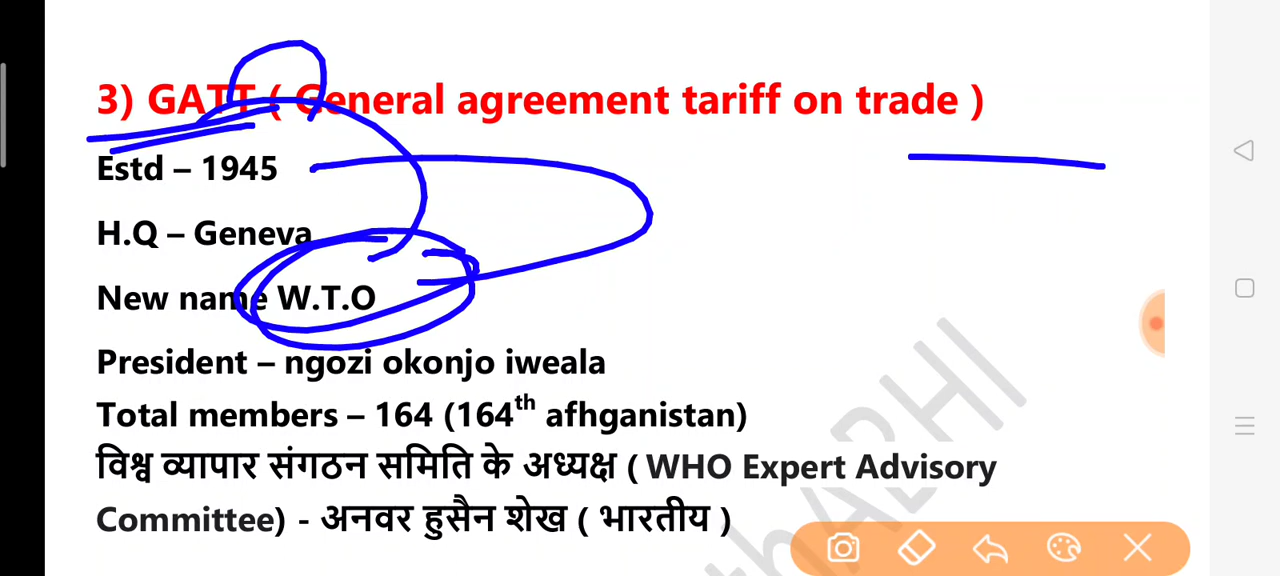 3) GATT ( General agreement tariff on trade )
Estd – 1945
H.Q – Geneva
New name W.T.O
President – ngozi okonjo iweala
Total members – 164 (164th afhganistan)
विश्व व्यापार संगठन समिति के अध्यक्ष ( WHO Expert Advisory
Committee) - अनवर हुसैन शेख ( भारतीय )